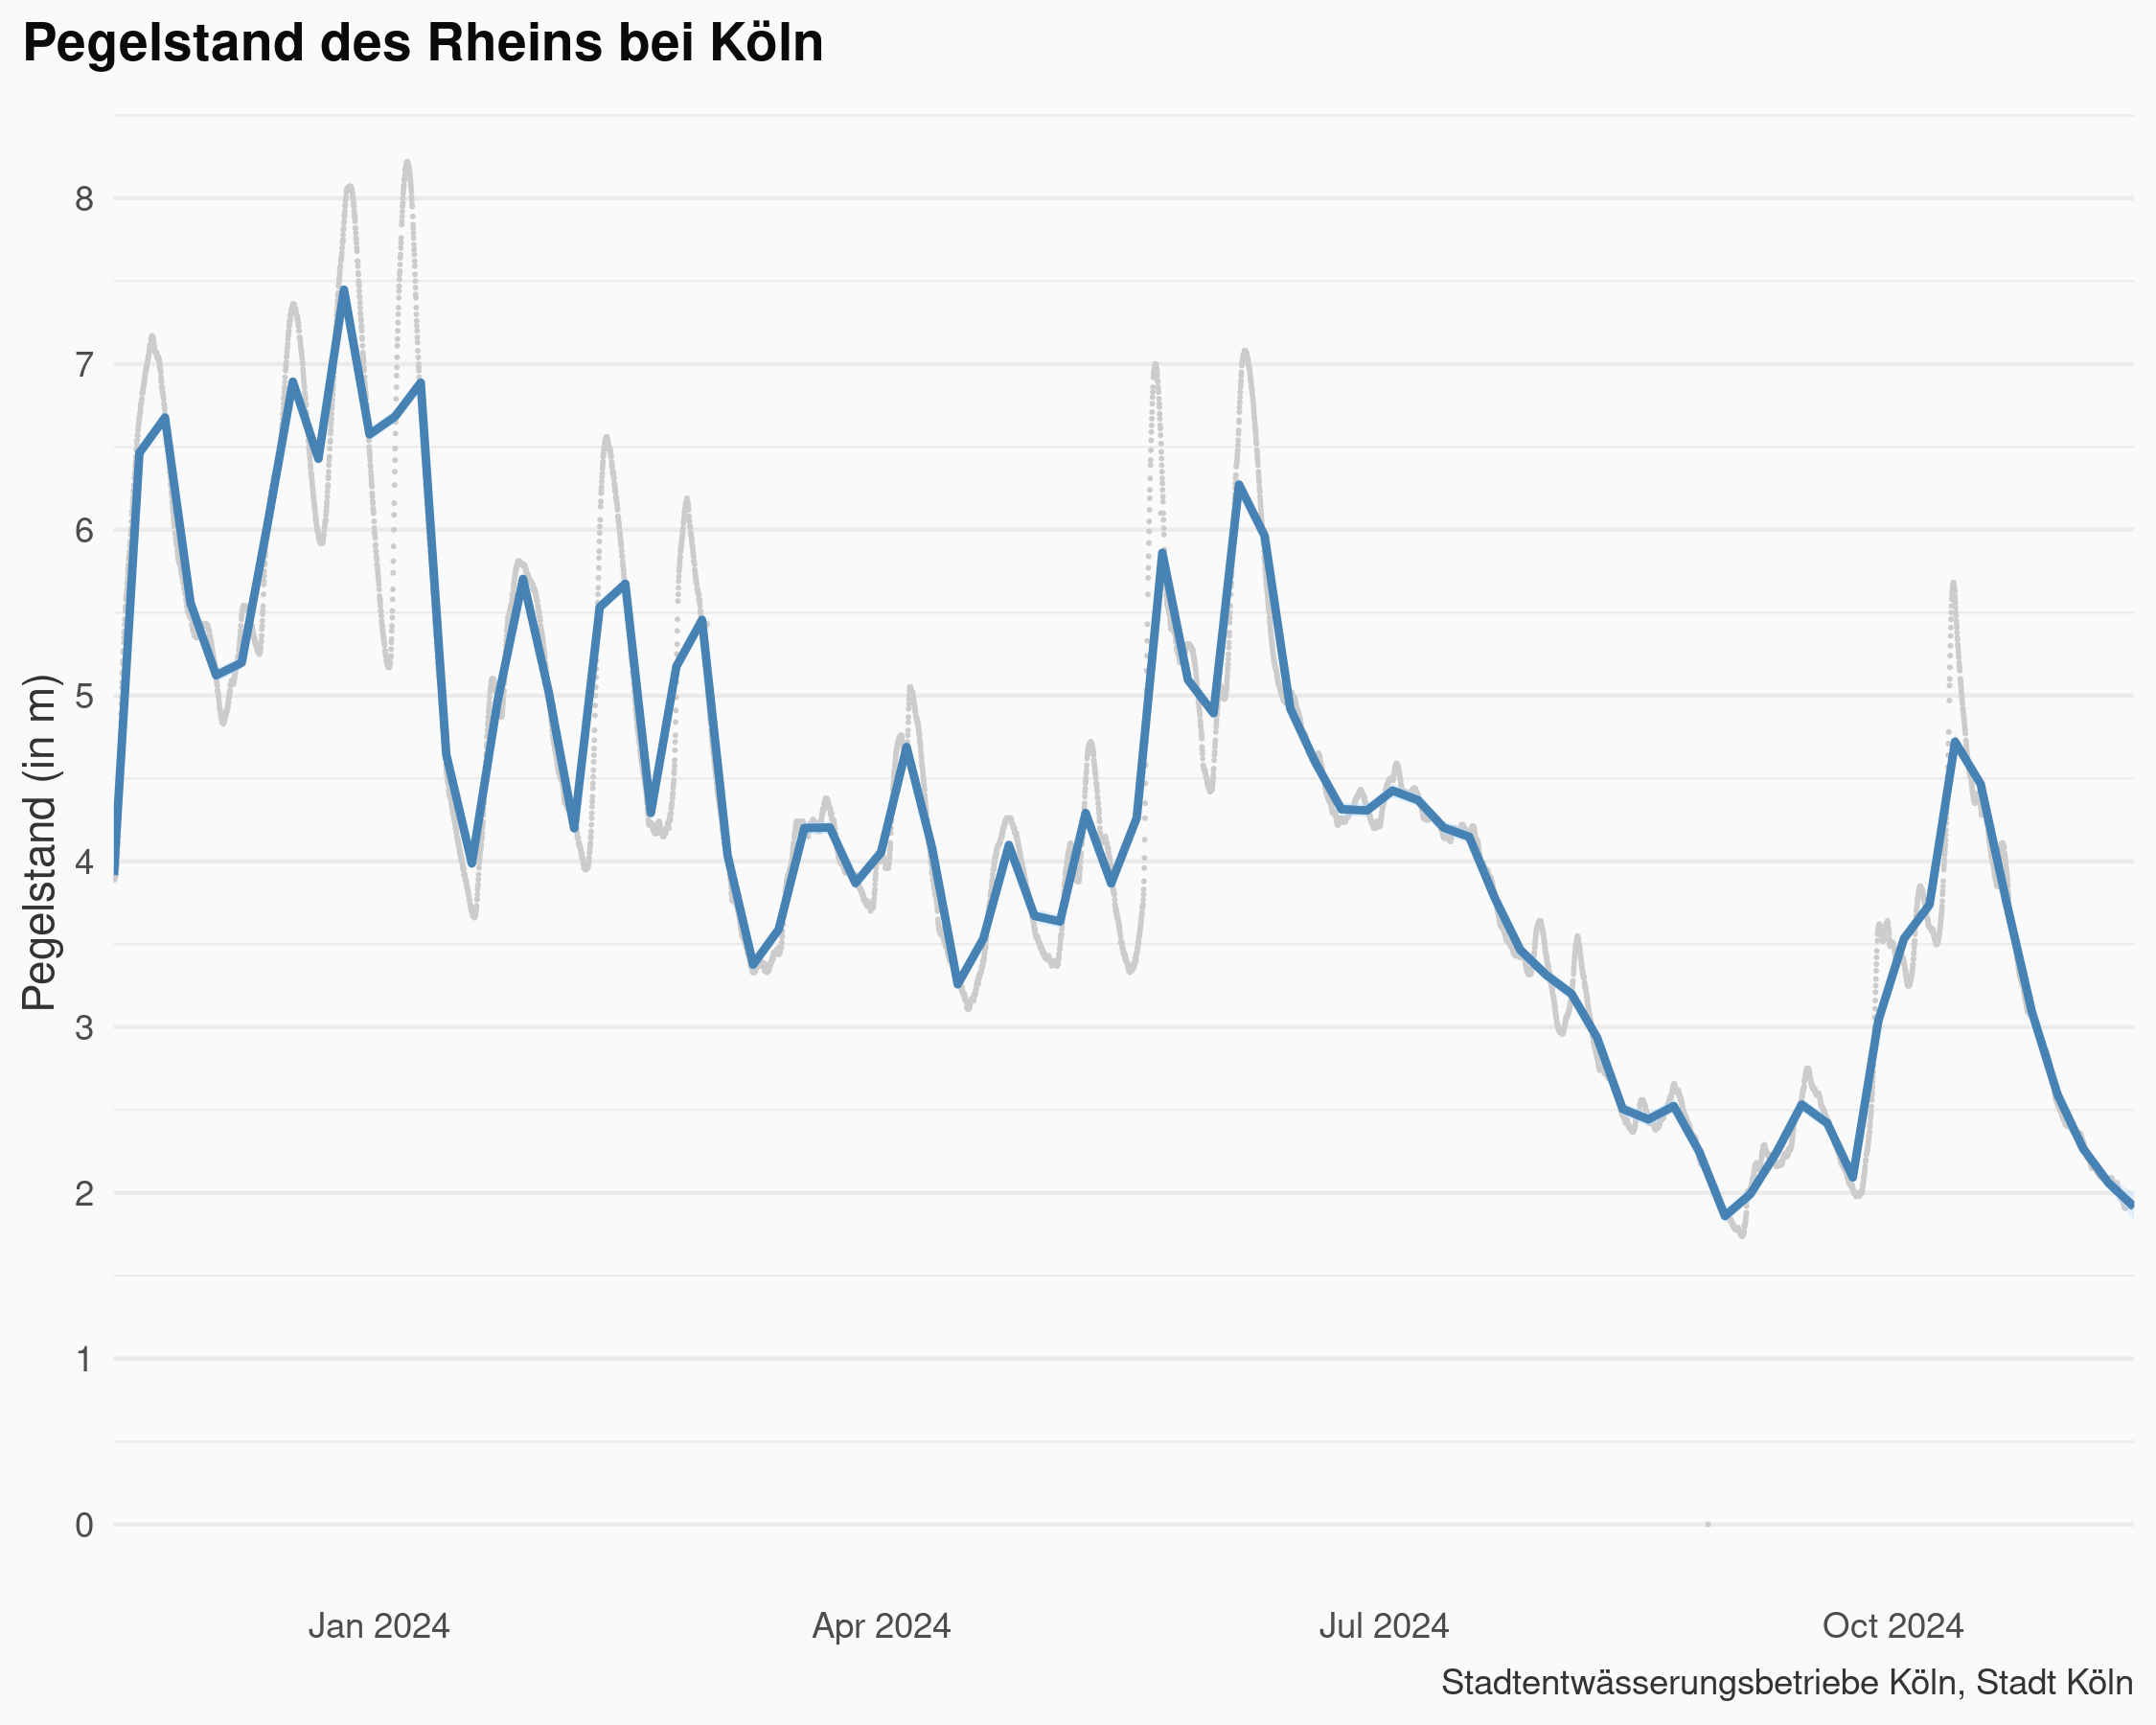 Pegelstand des Rheins bei Köln
Pegelstand (in m)
8
7
6
5
4
3
2
1
0
Jan 2024
Apr 2024
Jul 2024
Oct 2024
Stadtentwässerungsbetriebe Köln, Stadt Köln